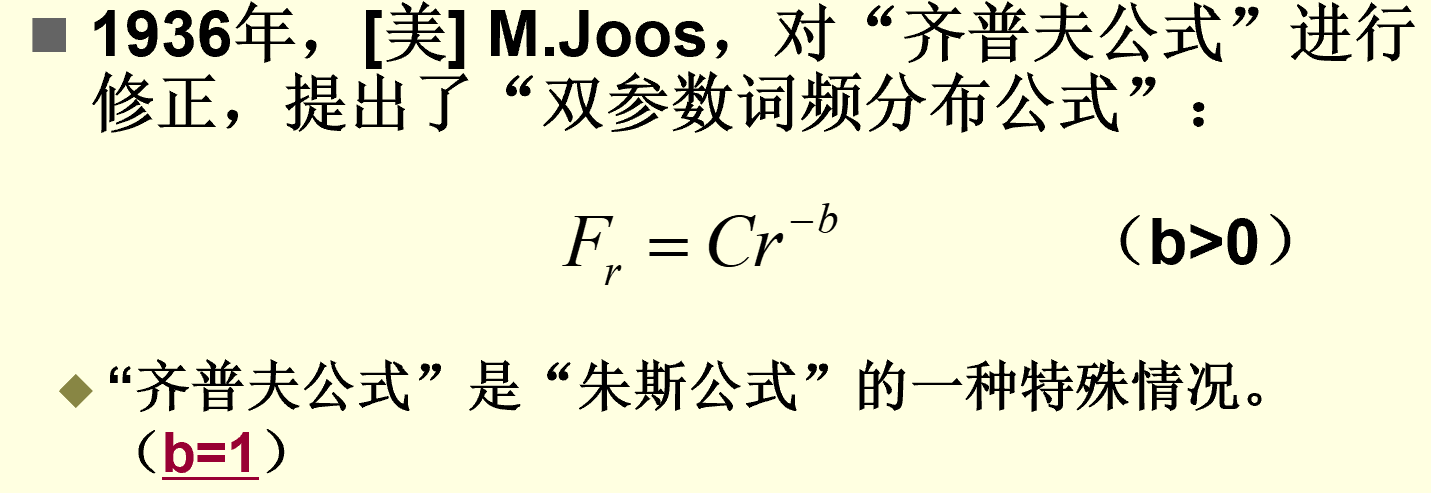 ■ 1936年，[美] M.Joos，对“齐普夫公式”进行
修正，提出了“双参数词频分布公式”：
F_r = Cr^{-b} （b>0）
◆ “齐普夫公式”是“朱斯公式”的一种特殊情况。
（b=1）